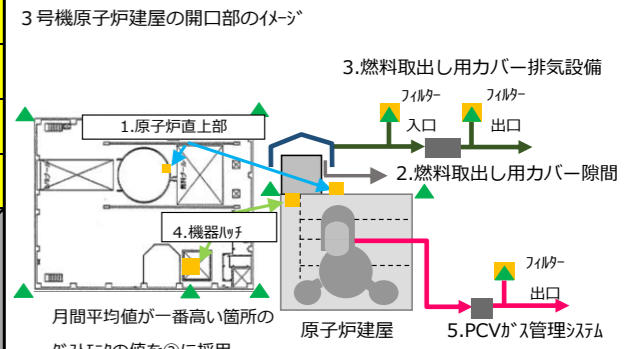 ３号機原子炉建屋の開口部のｲﾒｰｼﾞ
3.燃料取出し用カバー排気設備
ﾌｨﾙﾀｰ
ﾌｨﾙﾀｰ
1.原子炉直上部
入口
出口
2.燃料取出し用カバー隙間
4.機器ﾊｯﾁ
ﾌｨﾙﾀｰ
出口
月間平均値が一番高い箇所の
原子炉建屋
5.PCVｶﾞｽ管理ｼｽﾃﾑ